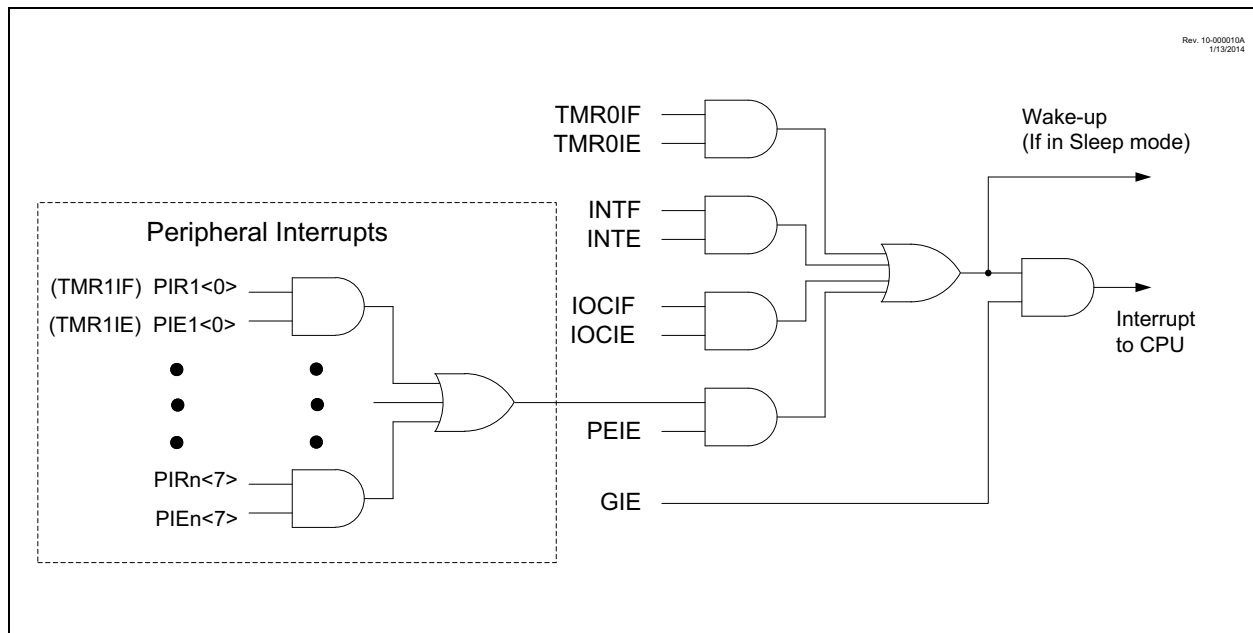 Rev. 10-000010A
1/13/2014
TMR0IF
TMR0IE
Wake-up
(If in Sleep mode)
INTF
INTE
Peripheral Interrupts
(TMR1IF) PIR1<0>
(TMR1IE) PIE1<0>
IOCIF
IOCIE
Interrupt
to CPU
PEIE
PIRn<7>
PIEn<7>
GIE